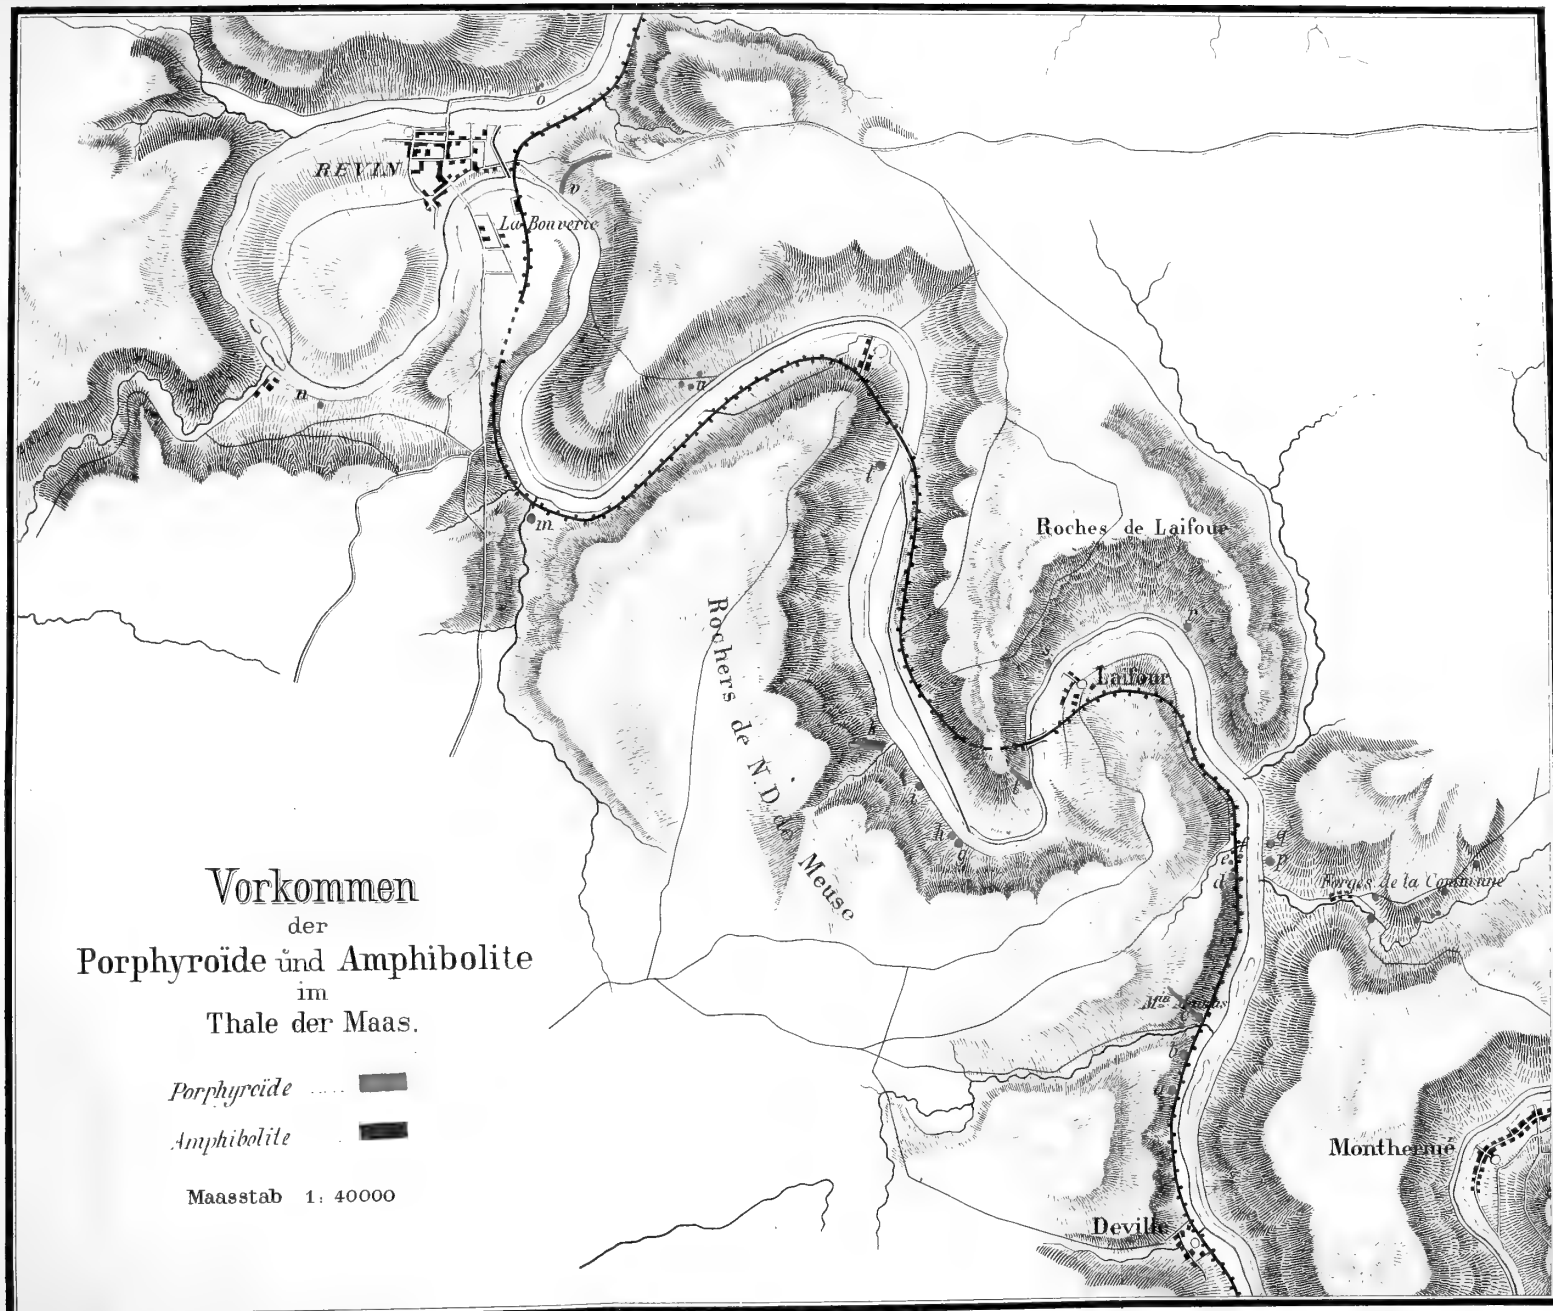 o
REVIN
v
La Bonverie
n
u
l
m
Roches de Laifour
r
Rochers de N.D. de Meuse
Laifour
k
i
l
h
g
f
q
e
p
d
Forges de la Commune
c
b
a
Vorkommen
der
Porphyroïde und Amphibolite
im
Thale der Maas.
Porphyroïde .....
Amphibolite .
Maasstab 1: 40000
Monthermé
Deville